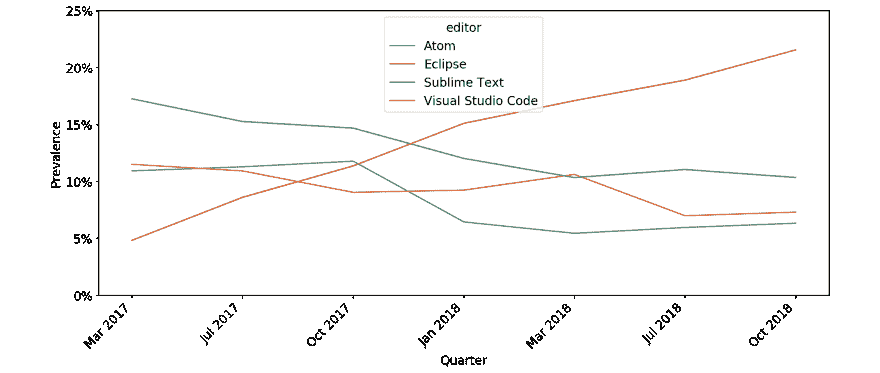 25%
20%
15%
10%
5%
0%
Prevalence
editor
Atom
Eclipse
Sublime Text
Visual Studio Code
Mar 2017
Jul 2017
Oct 2017
Jan 2018
Mar 2018
Jul 2018
Oct 2018
Quarter